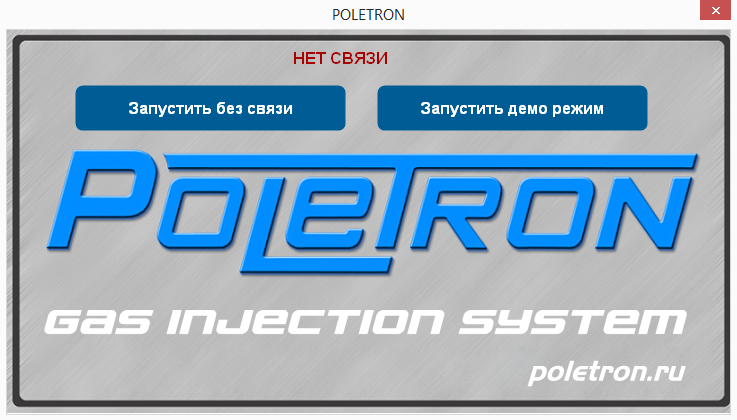 POLETRON
НЕТ СВЯЗИ
Запустить без связи
Запустить демо режим
POLETRON
GAS INJECTION SYSTEM
poletron.ru